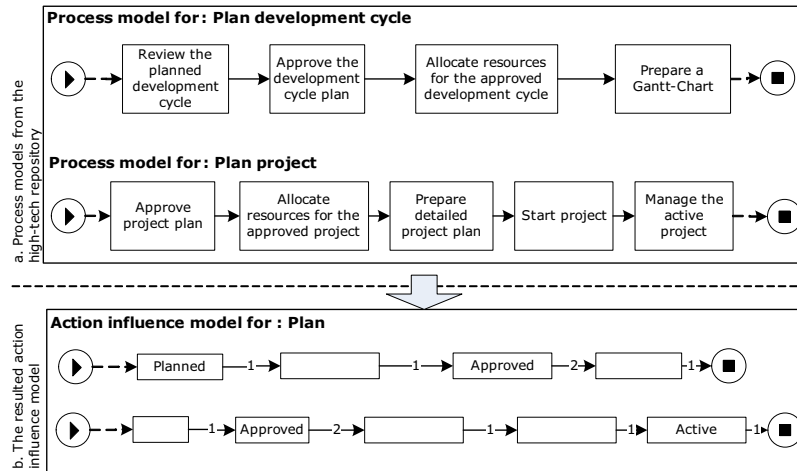 Process model for: Plan development cycle
Review the
planned
development
cycle
Approve the
development
cycle plan
Allocate resources
for the approved
development cycle
Prepare a
Gantt-Chart
Process model for: Plan project
Approve
project plan
Allocate
resources for the
approved project
Prepare
detailed
project plan
Start project
Manage the
active
project
a. Process models from the
high-tech repository
Action influence model for : Plan
Planned
1
1
Approved
2
1
1
Approved
2
1
1
Active
1
b. The resulted action
influence model